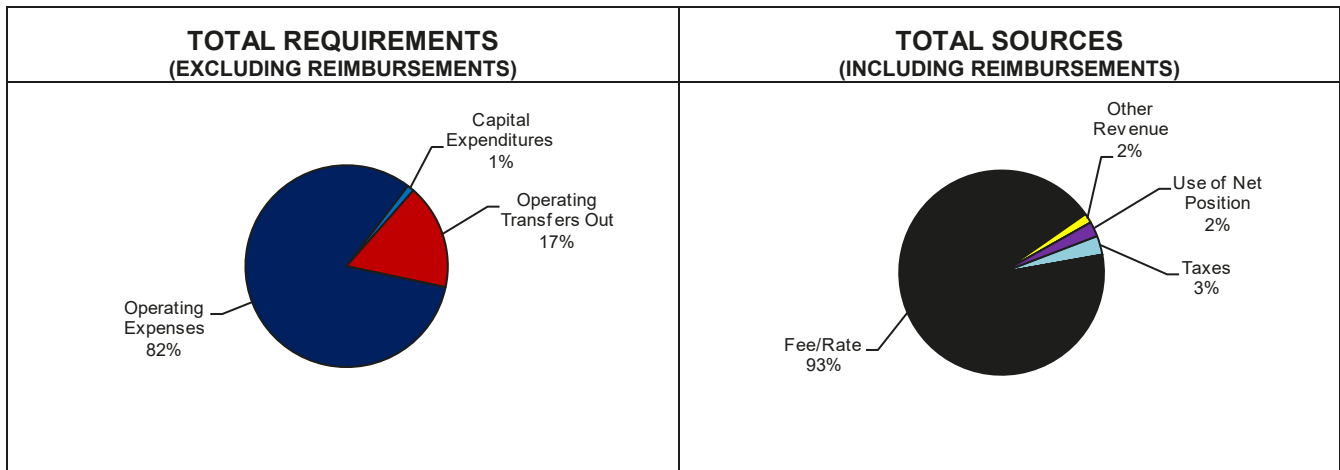 TOTAL REQUIREMENTS
(EXCLUDING REIMBURSEMENTS)
Capital
Expenditures
1%
Operating
Transfers Out
17%
Operating
Expenses
82%
TOTAL SOURCES
(INCLUDING REIMBURSEMENTS)
Other
Revenue
2%
Use of Net
Position
2%
Taxes
3%
Fee/Rate
93%